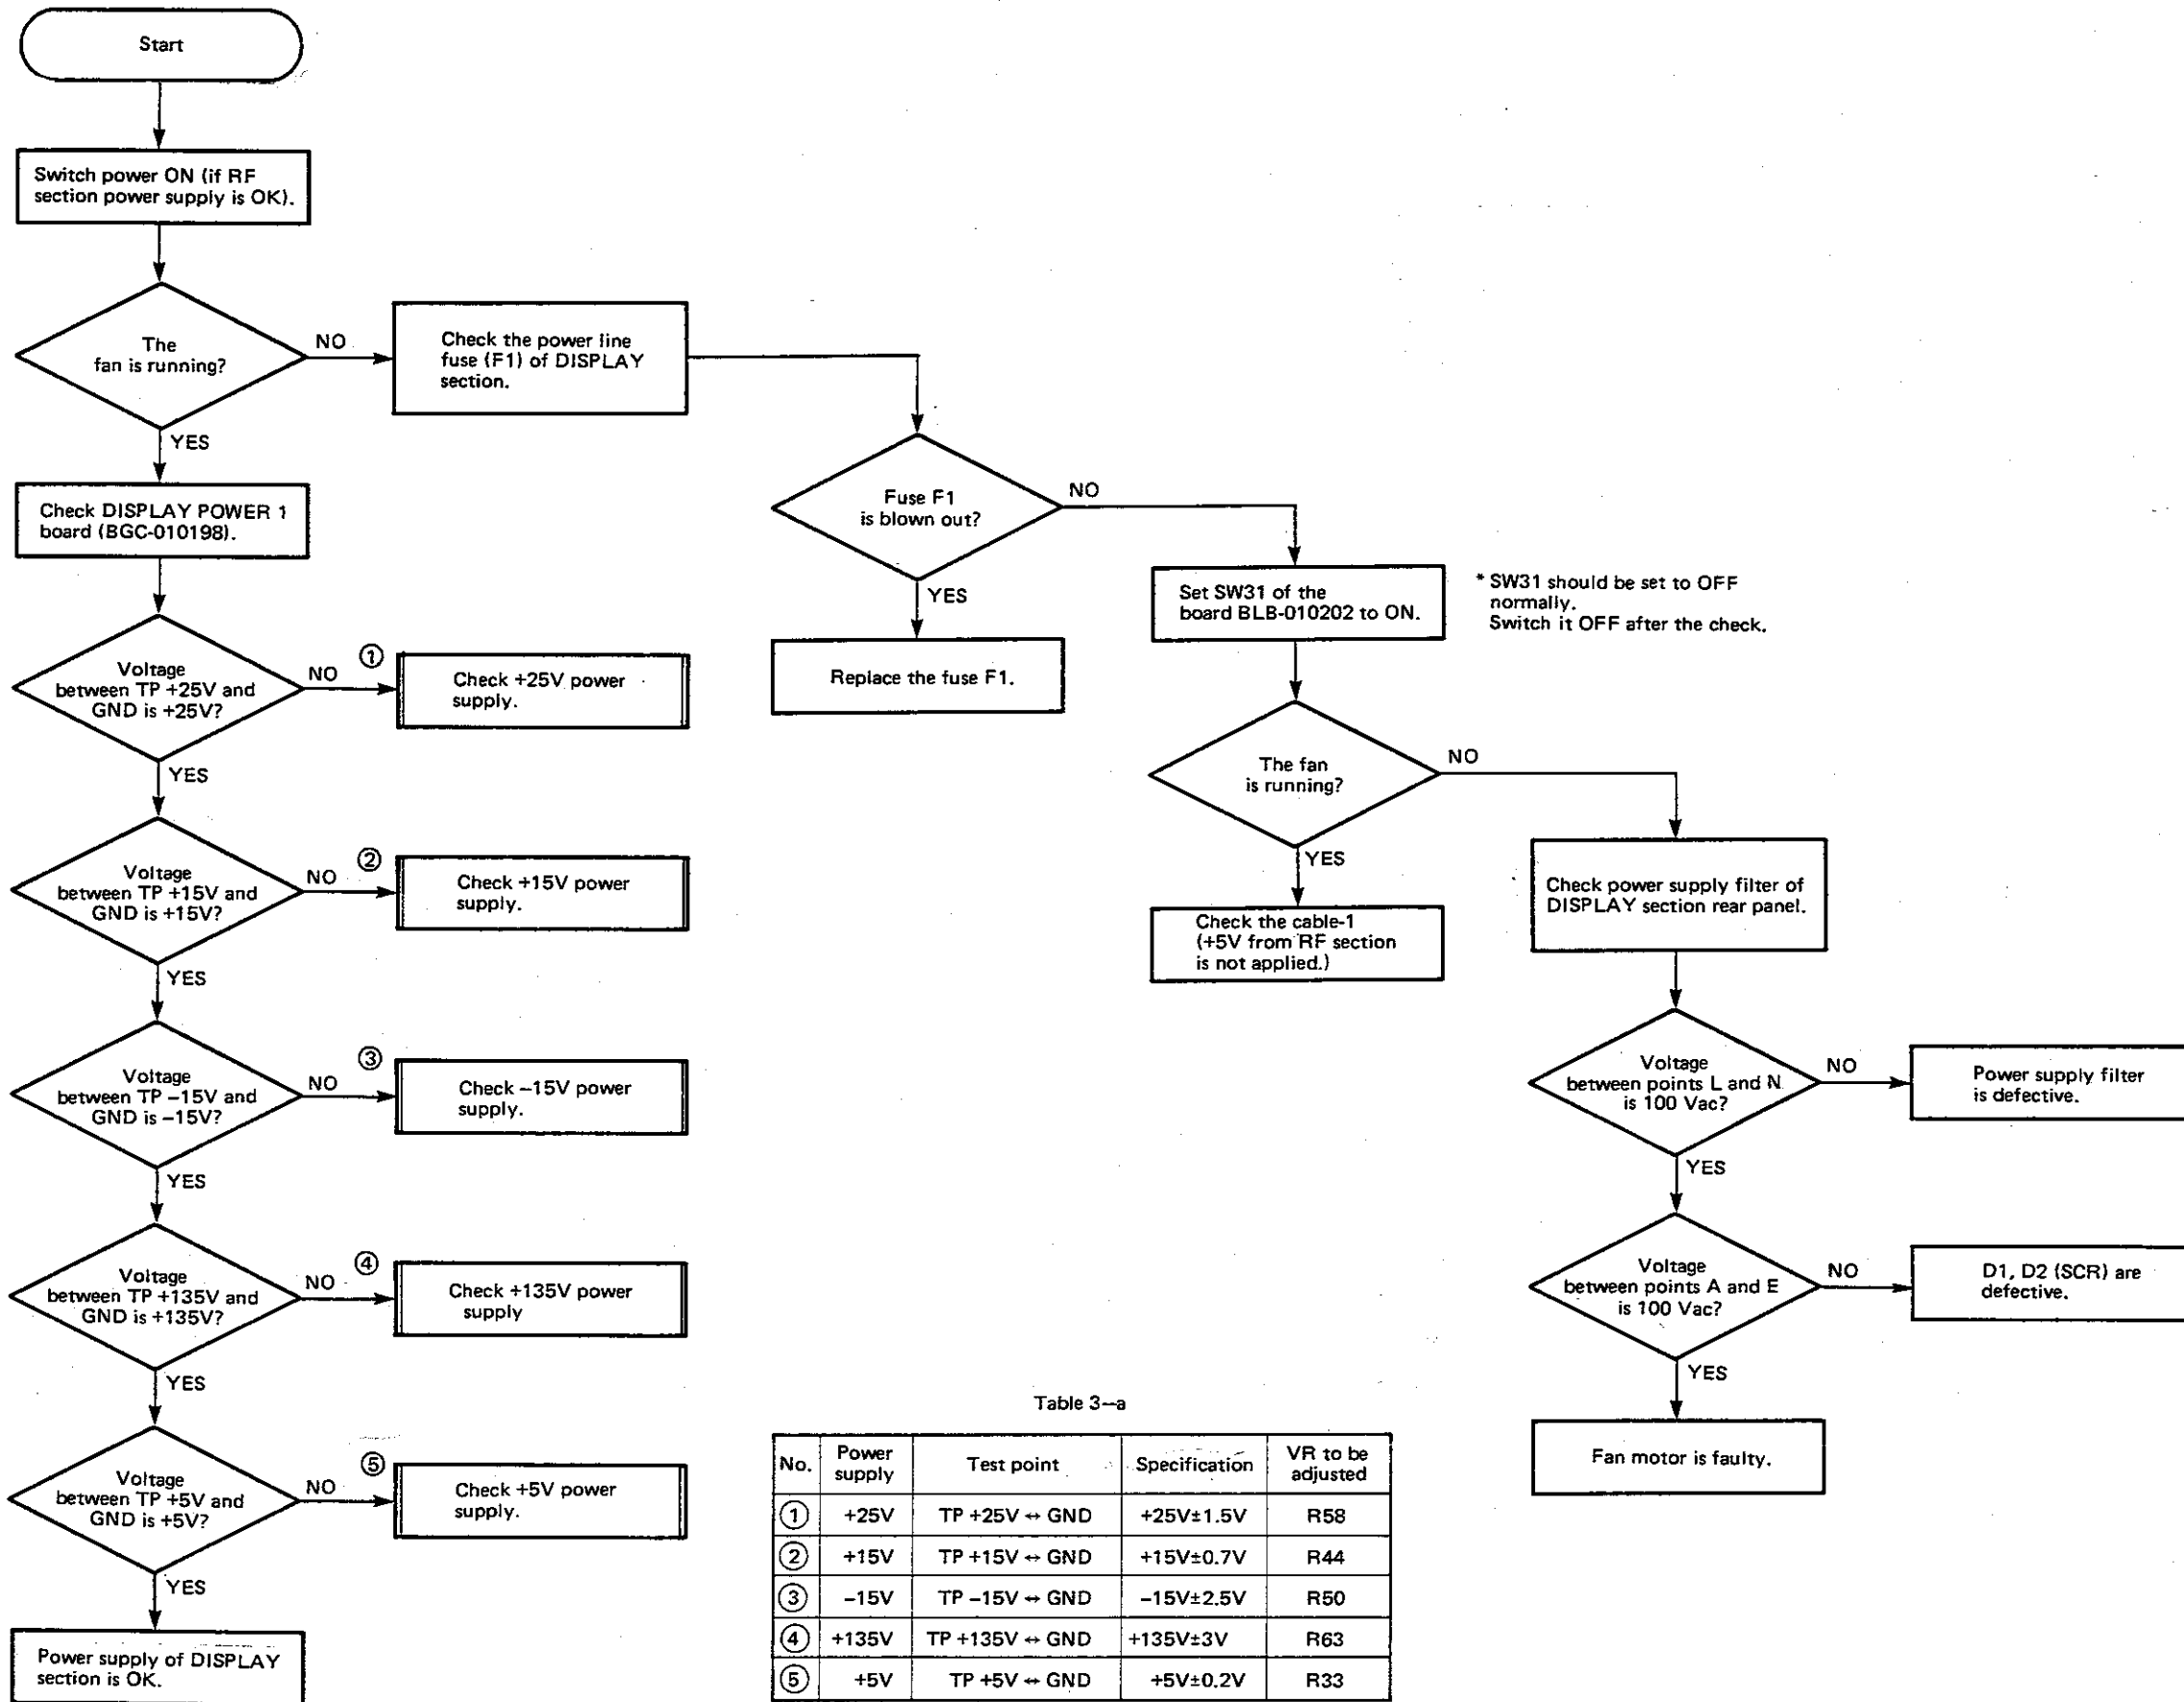 Start
Switch power ON (if RF
section power supply is OK).
The
fan is running?
NO
YES
Check the power line
fuse (F1) of DISPLAY
section.
Fuse F1
is blown out?
NO
YES
Replace the fuse F1.
Set SW31 of the
board BLB-010202 to ON.
* SW31 should be set to OFF
normally.
Switch it OFF after the check.
The fan
is running?
NO
YES
Check the cable-1
(+5V from RF section
is not applied.)
Check power supply filter of
DISPLAY section rear panel.
Voltage
between points L and N
is 100 Vac?
NO
Power supply filter
is defective.
YES
Voltage
between points A and E
is 100 Vac?
NO
D1, D2 (SCR) are
defective.
YES
Fan motor is faulty.
Check DISPLAY POWER 1
board (BGC-010198).
Voltage
between TP +25V and
GND is +25V?
NO
①
Check +25V power
supply.
YES
Voltage
between TP +15V and
GND is +15V?
NO
②
Check +15V power
supply.
YES
Voltage
between TP –15V and
GND is –15V?
NO
③
Check –15V power
supply.
YES
Voltage
between TP +135V and
GND is +135V?
NO
④
Check +135V power
supply
YES
Voltage
between TP +5V and
GND is +5V?
NO
⑤
Check +5V power
supply.
YES
Power supply of DISPLAY
section is OK.
Table 3–a
No. Power supply Test point Specification VR to be adjusted
① +25V TP +25V ↔ GND +25V±1.5V R58
② +15V TP +15V ↔ GND +15V±0.7V R44
③ –15V TP –15V ↔ GND –15V±2.5V R50
④ +135V TP +135V ↔ GND +135V±3V R63
⑤ +5V TP +5V ↔ GND +5V±0.2V R33